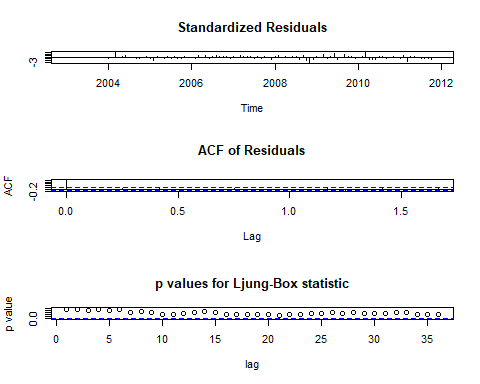 Standardized Residuals
-3
2004 2006 2008 2010 2012
Time
ACF of Residuals
ACF
-0.2
0.0 0.5 1.0 1.5
Lag
p values for Ljung-Box statistic
p value
0.0
0 5 10 15 20 25 30 35
lag